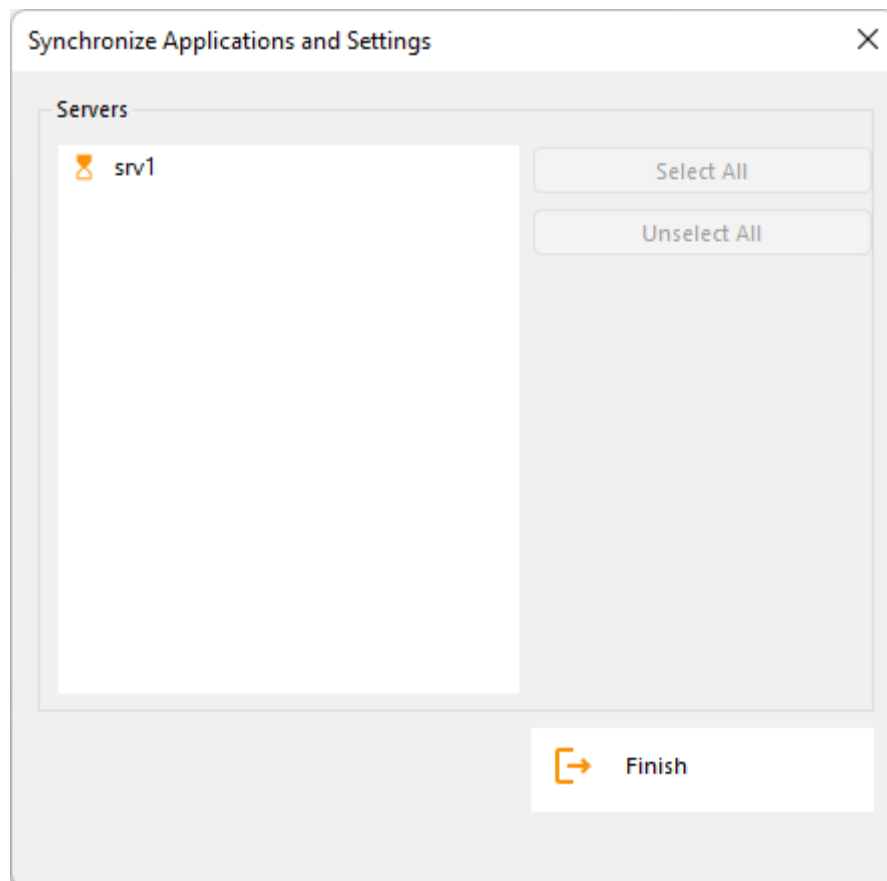 Synchronize Applications and Settings
Servers
srv1
Select All
Unselect All
Finish